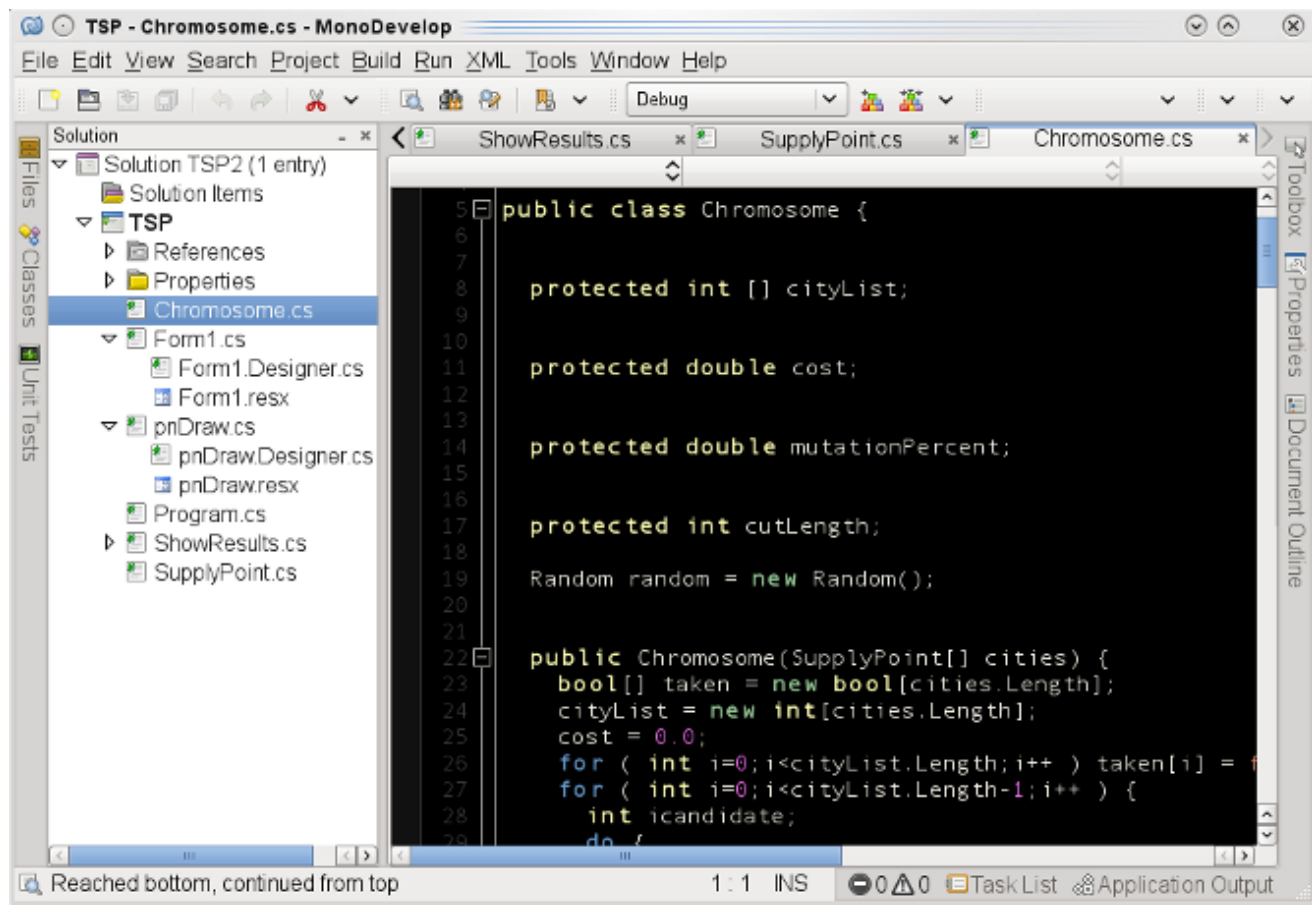 TSP - Chromosome.cs - MonoDevelop
File Edit View Search Project Build Run XML Tools Window Help
Debug
Files
Classes
Unit Tests
Solution
Solution TSP2 (1 entry)
Solution Items
TSP
References
Properties
Chromosome.cs
Form1.cs
Form1.Designer.cs
Form1.resx
pnDraw.cs
pnDraw.Designer.cs
pnDraw.resx
Program.cs
ShowResults.cs
SupplyPoint.cs
ShowResults.cs SupplyPoint.cs Chromosome.cs
5 public class Chromosome {
6
7
8 protected int [] cityList;
9
10
11 protected double cost;
12
13
14 protected double mutationPercent;
15
16
17 protected int cutLength;
18
19 Random random = new Random();
20
21
22 public Chromosome(SupplyPoint[] cities) {
23 bool[] taken = new bool[cities.Length];
24 cityList = new int[cities.Length];
25 cost = 0.0;
26 for ( int i=0;i<cityList.Length;i++ ) taken[i] = f
27 for ( int i=0;i<cityList.Length-1;i++ ) {
28 int icandidate;
29 do {
Toolbox
Properties
Document Outline
Reached bottom, continued from top 1 : 1 INS 0 0 Task List Application Output